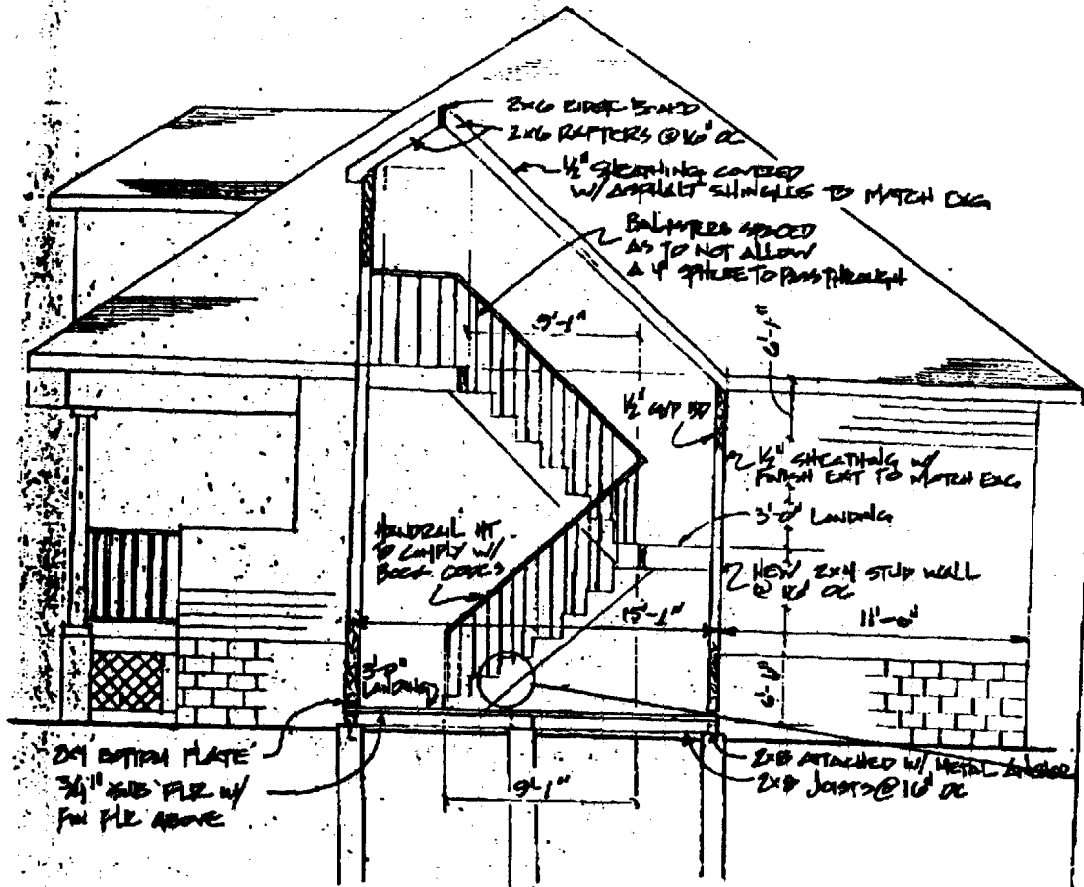 2x6 RIDGE BOARD
2x6 RAFTERS @ 16" OC
1/2" SHEATHING COVERED
W/ ASPHALT SHINGLES TO MATCH EXG
BALUSTERS SPACED
AS TO NOT ALLOW
A 4" SPHERE TO PASS THROUGH
6'-1"
1/2" GYP BD
1/2" SHEATHING W/
FINISH EXT TO MATCH EXG
3'-0" LANDING
HANDRAIL HT
TO COMPLY W/
CODES
NEW 2x4 STUD WALL
@ 16" OC
15'-1"
11'-0"
3'-0"
LANDING
2x4 BOTTOM PLATE
3/4" SUB FLR W/
FIN FLR ABOVE
9'-1"
2x8 ATTACHED W/ METAL
2x8 JOISTS @ 16" OC